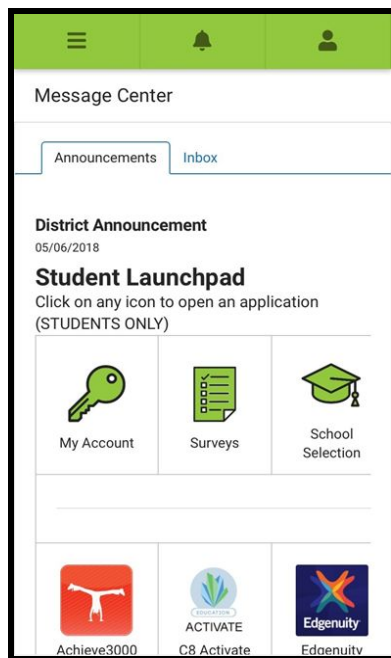 Message Center
Announcements Inbox
District Announcement
05/06/2018
Student Launchpad
Click on any icon to open an application
(STUDENTS ONLY)
My Account
Surveys
School
Selection
EDUCATION
ACTIVATE
Edgenuity
Achieve3000
C8 Activate
Edgenuity